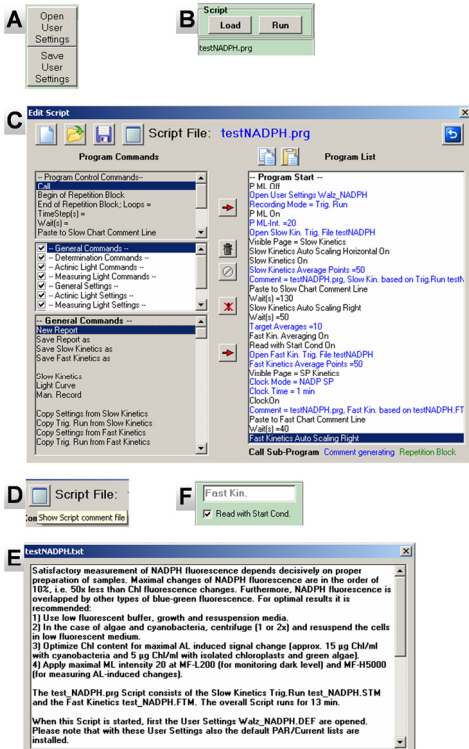 A
Open
User
Settings
Save
User
Settings
B
Script
Load
Run
testNADPH.prg
C
Edit Script
Script File: testNADPH.prg
Program Commands
Program List
-- Program Control Commands--
Call
Begin of Repetition Block
End of Repetition Block; Loops =
TimeStep(s) =
Wait(s) =
Paste to Slow Chart Comment Line
-- General Commands --
-- Determination Commands --
-- Actinic Light Commands --
-- Measuring Light Commands --
-- General Settings --
-- Actinic Light Settings --
-- Measuring Light Settings --
-- General Commands --
New Report
Save Report as
Save Slow Kinetics as
Save Fast Kinetics as
Slow Kinetics
Light Curve
Man. Record
Copy Settings from Slow Kinetics
Copy Trig. Run from Slow Kinetics
Copy Settings from Fast Kinetics
Copy Trig. Run from Fast Kinetics
-- Program Start --
P ML Off
Open User Settings Walz_NADPH
Recording Mode = Trig. Run
P ML On
P ML-Int. =20
Open Slow Kin. Trig. File testNADPH
Visible Page = Slow Kinetics
Slow Kinetics Auto Scaling Horizontal On
Slow Kinetics On
Slow Kinetics Average Points =50
Comment = testNADPH.prg, Slow Kin. based on Trig.Run testN
Paste to Slow Chart Comment Line
Wait(s) =130
Slow Kinetics Auto Scaling Right
Wait(s) =50
Target Averages =10
Fast Kin. Averaging On
Read with Start Cond On
Open Fast Kin. Trig. File testNADPH
Fast Kinetics Average Points =50
Visible Page = SP Kinetics
Clock Mode = NADP SP
Clock Time = 1 min
ClockOn
Comment = testNADPH.prg, Fast Kin. based on testNADPH.FT
Paste to Fast Chart Comment Line
Wait(s) =40
Fast Kinetics Auto Scaling Right
Call Sub-Program Comment generating Repetition Block
D
Script File:
Show Script comment file
F
Fast Kin.
Read with Start Cond.
E
testNADPH.txt
Satisfactory measurement of NADPH fluorescence depends decisively on proper
preparation of samples. Maximal changes of NADPH fluorescence are in the order of
10%, i.e. 50x less than Chl fluorescence changes. Furthermore, NADPH fluorescence is
overlapped by other types of blue-green fluorescence. For optimal results it is
recommended:
1) Use low fluorescent buffer, growth and resuspension media.
2) In the case of algae and cyanobacteria, centrifuge (1 or 2x) and resuspend the cells
in low fluorescent medium.
3) Optimize Chl content for maximal AL induced signal change (approx. 15 µg Chl/ml
with cyanobacteria and 5 µg Chl/ml with isolated chloroplasts and green algae).
4) Apply maximal ML intensity 20 at MF-L200 (for monitoring dark level) and MF-H5000
(for measuring AL-induced changes).
The test_NADPH.prg Script consists of the Slow Kinetics Trig.Run test_NADPH.STM
and the Fast Kinetics test_NADPH.FTM. The overall Script runs for 13 min.
When this Script is started, first the User Settings Walz_NADPH.DEF are opened.
Please note that with these User Settings also the default PAR/Current lists are
installed.